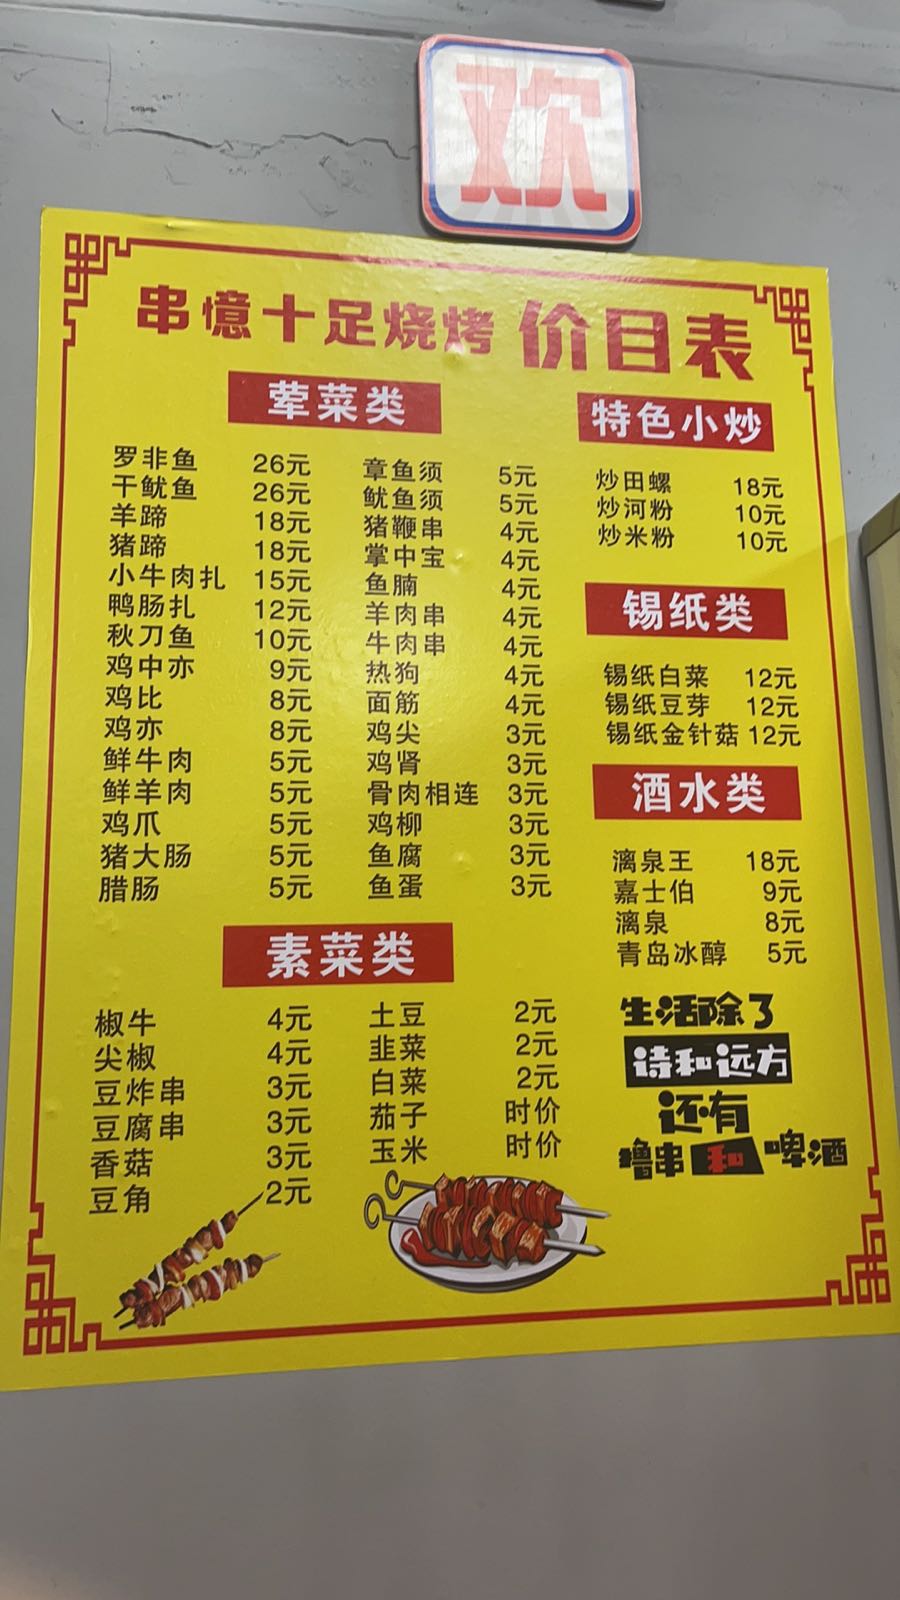 欢
串憶十足烧烤 价目表
荤菜类
罗非鱼 26元
干鱿鱼 26元
羊蹄 18元
猪蹄 18元
小牛肉扎 15元
鸭肠扎 12元
秋刀鱼 10元
鸡中亦 9元
鸡比 8元
鸡亦 8元
鲜牛肉 5元
鲜羊肉 5元
鸡爪 5元
猪大肠 5元
腊肠 5元
章鱼须 5元
鱿鱼须 5元
猪鞭串 4元
掌中宝 4元
鱼腩 4元
羊肉串 4元
牛肉串 4元
热狗 4元
面筋 4元
鸡尖 3元
鸡肾 3元
骨肉相连 3元
鸡柳 3元
鱼腐 3元
鱼蛋 3元
素菜类
椒牛 4元
尖椒 4元
豆炸串 3元
豆腐串 3元
香菇 3元
豆角 2元
土豆 2元
韭菜 2元
白菜 2元
茄子 时价
玉米 时价
特色小炒
炒田螺 18元
炒河粉 10元
炒米粉 10元
锡纸类
锡纸白菜 12元
锡纸豆芽 12元
锡纸金针菇 12元
酒水类
漓泉王 18元
嘉士伯 9元
漓泉 8元
青岛冰醇 5元
生活除了
诗和远方
还有
撸串和啤酒